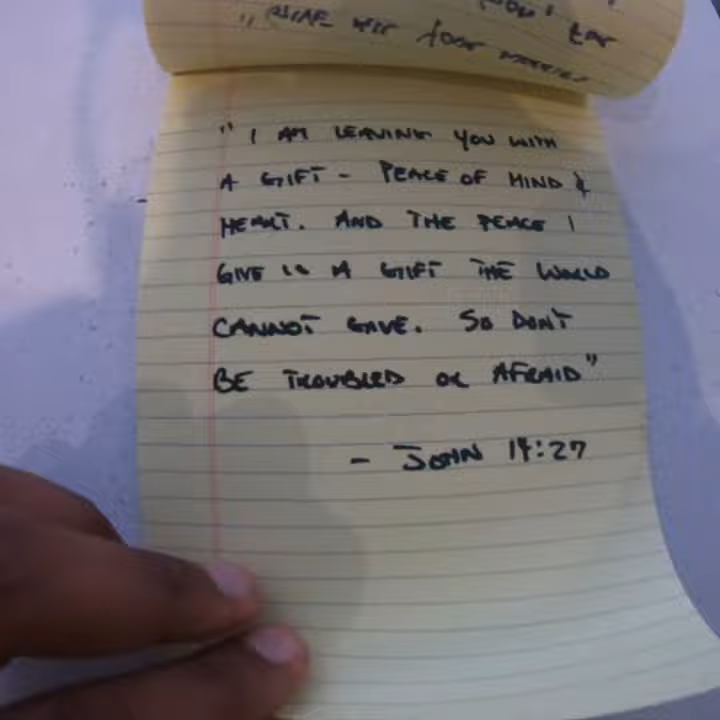 "I AM LEAVING YOU WITH
A GIFT - PEACE OF MIND &
HEART. AND THE PEACE I
GIVE IS A GIFT THE WORLD
CANNOT GAVE. SO DON'T
BE TROUBLED OR AFRAID"
- JOHN 14:27